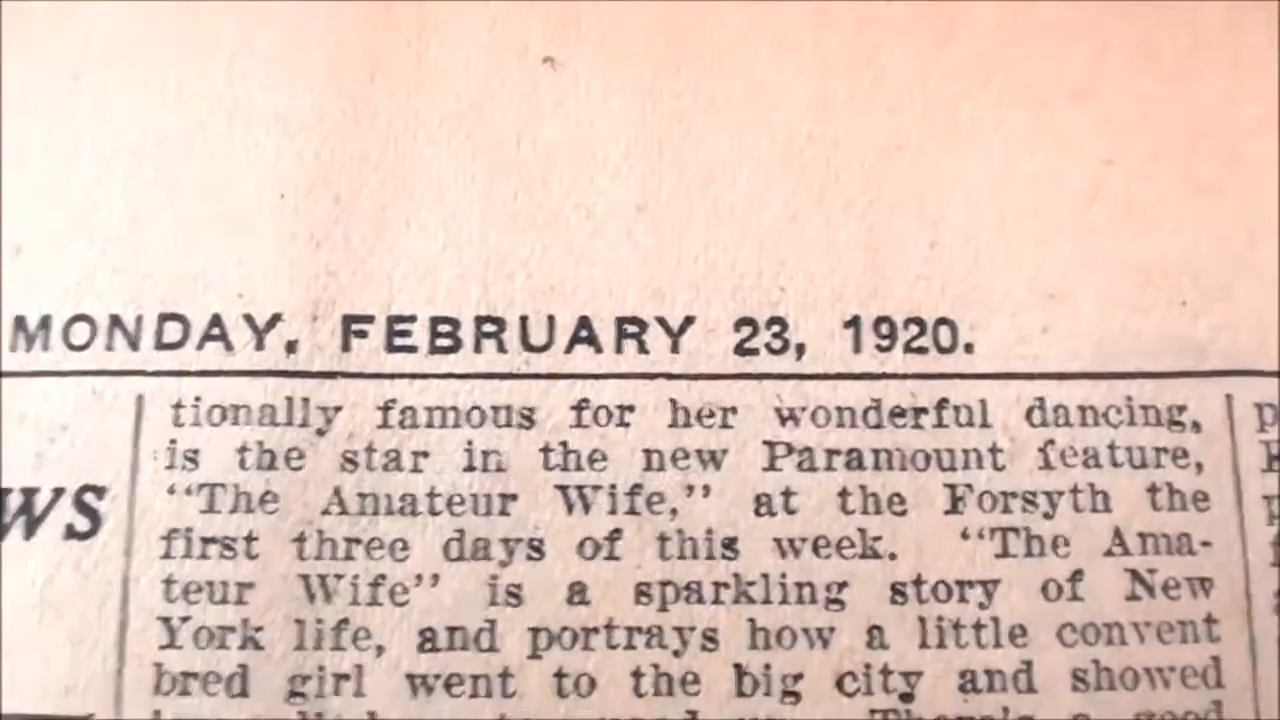 MONDAY, FEBRUARY 23, 1920.
WS
tionally famous for her wonderful dancing,
is the star in the new Paramount feature,
“The Amateur Wife,” at the Forsyth the
first three days of this week. “The Ama-
teur Wife” is a sparkling story of New
York life, and portrays how a little convent
bred girl went to the big city and showed